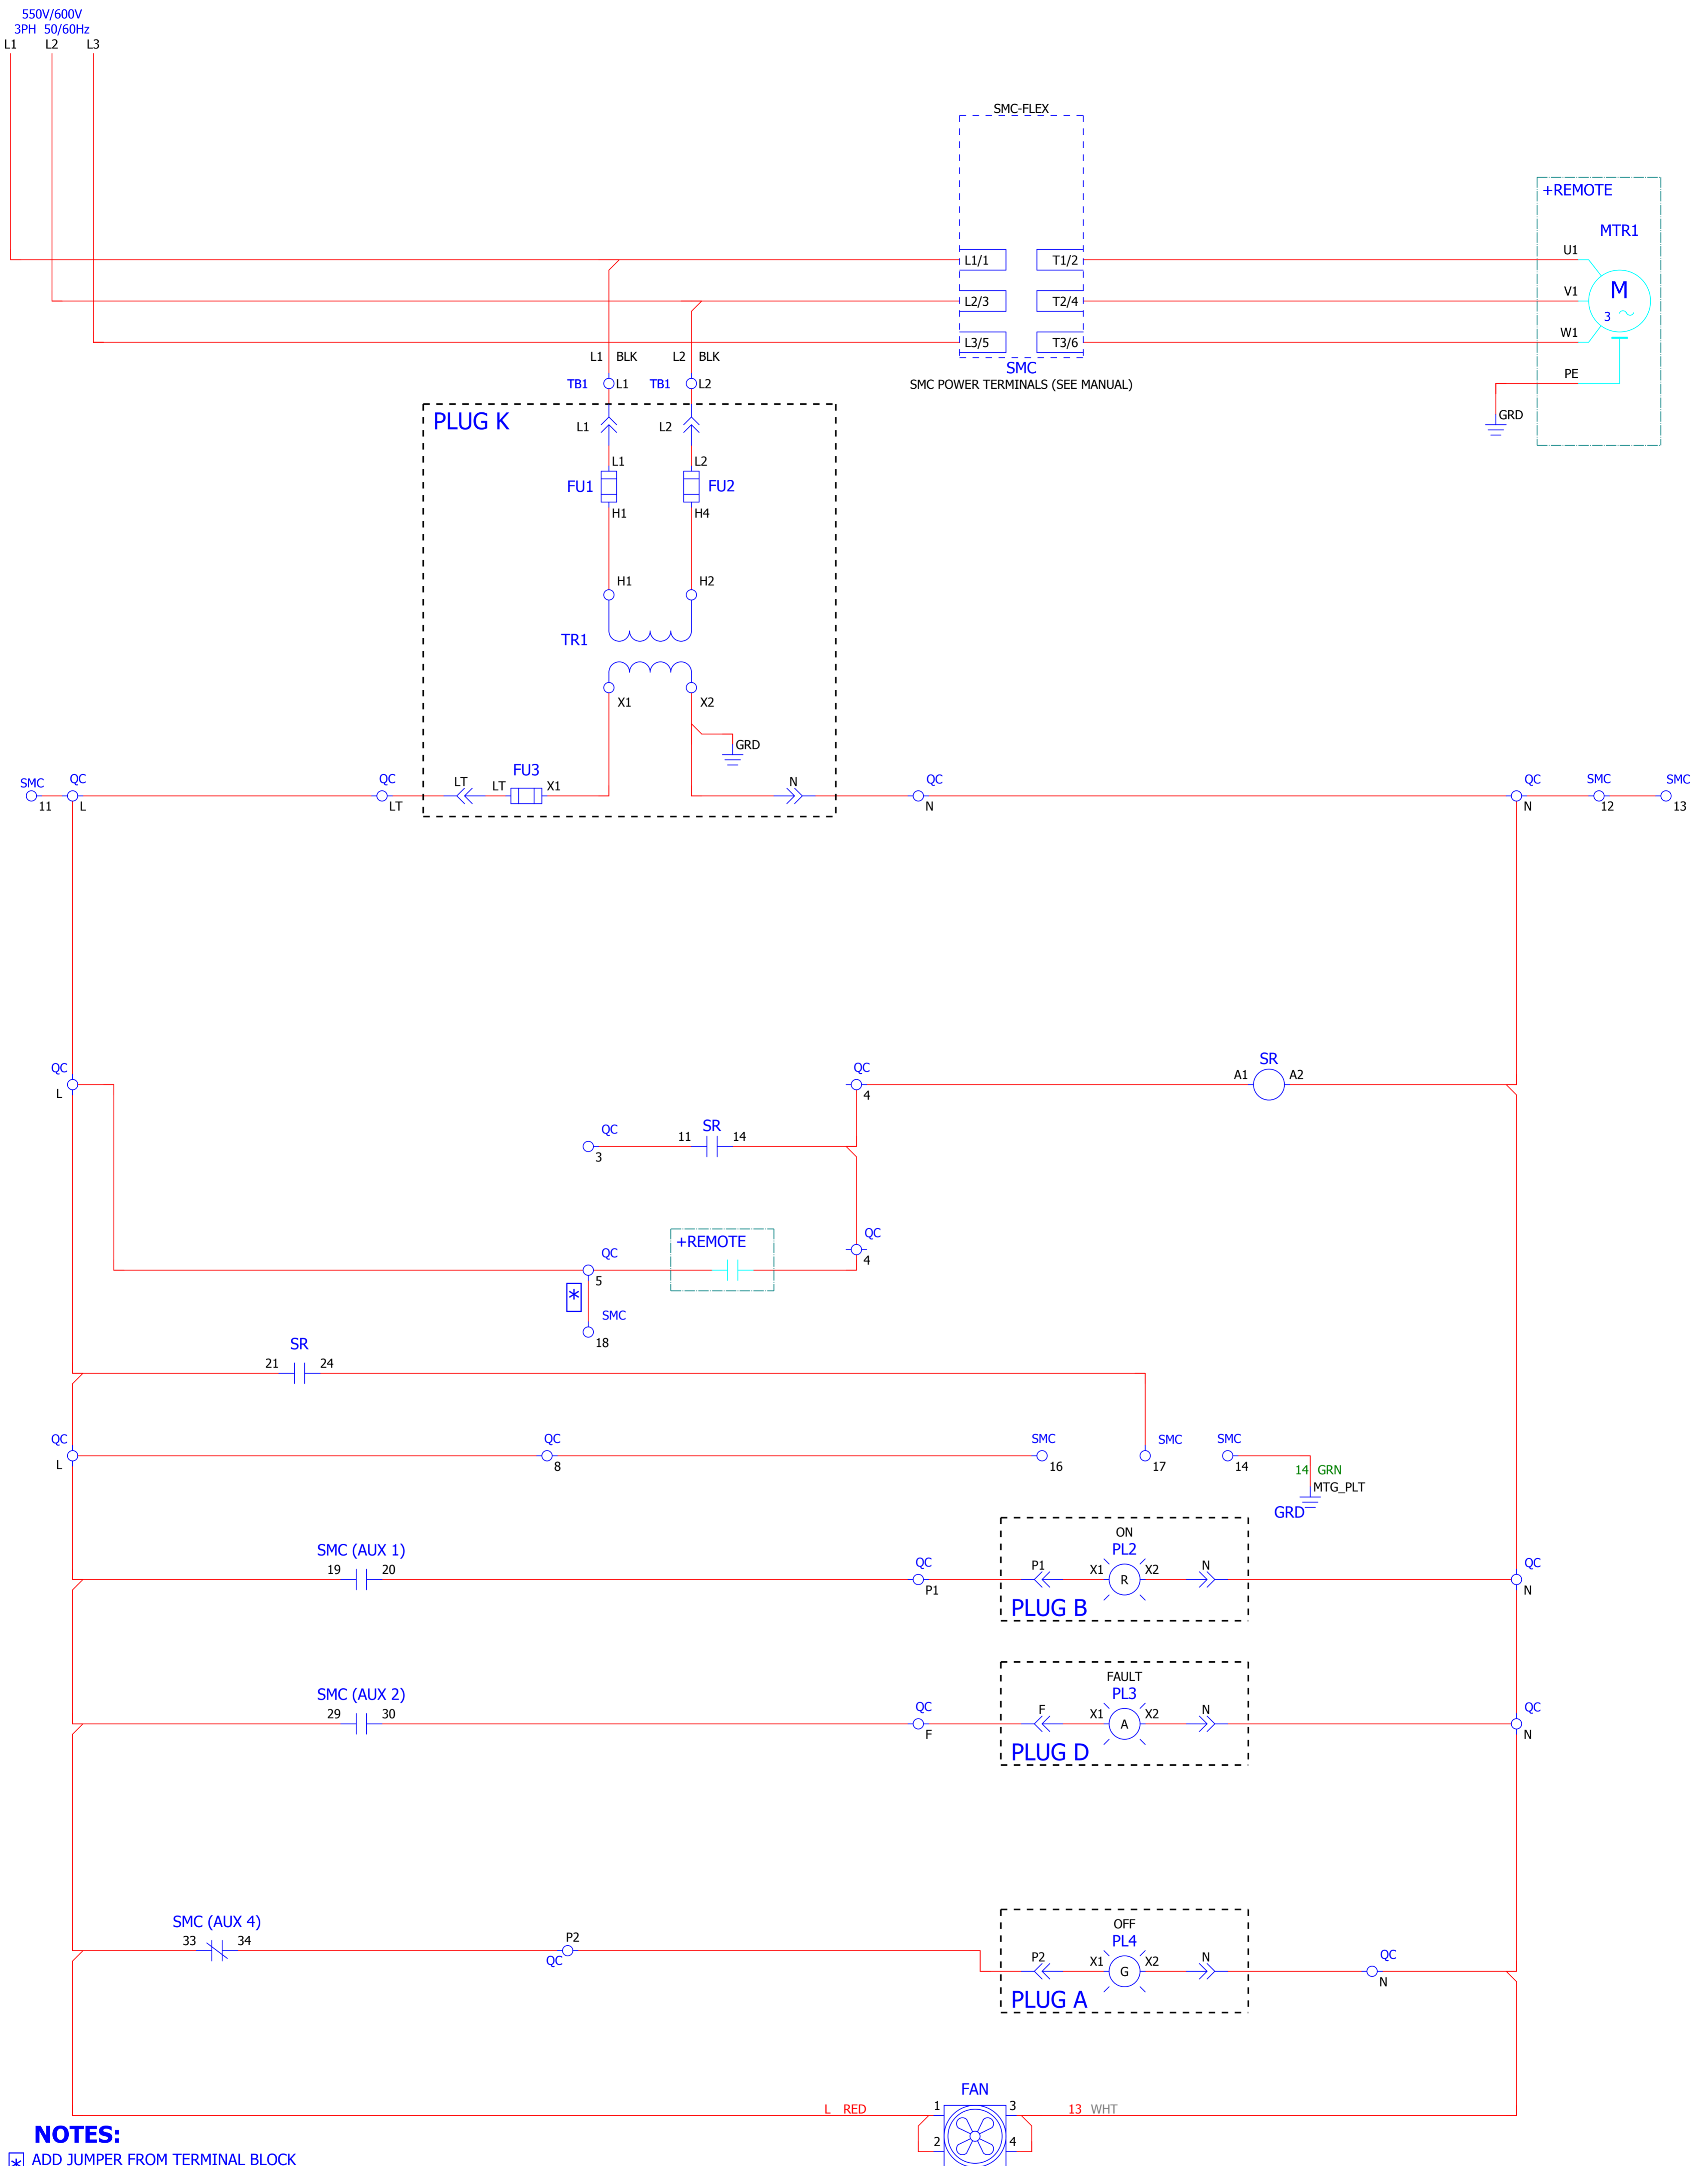 550V/600V
3PH 50/60Hz
L1 L2 L3
SMC-FLEX
+REMOTE
MTR1
U1
L1/1 T1/2
V1 M
3
L2/3 T2/4
W1
L3/5 T3/6
L1 BLK L2 BLK
SMC
PE
TB1 L1 TB1 L2
SMC POWER TERMINALS (SEE MANUAL)
GRD
PLUG K
L1 L2
L1 L2
FU1 FU2
H1 H4
H1 H2
TR1
X1 X2
GRD
FU3
SMC QC QC LT LT X1 N QC QC SMC SMC
11 L LT N N 12 13
QC QC SR
L 4 A1 A2
QC SR
3 11 14
QC
4
+REMOTE
QC
5
*
SMC
18
SR
21 24
QC QC SMC SMC SMC
L 8 16 17 14
14 GRN
MTG_PLT
GRD
ON
SMC (AUX 1) PL2
19 20 QC P1 X1 R X2 N QC
P1 N
PLUG B
FAULT
SMC (AUX 2) PL3
29 30 QC F X1 A X2 N QC
F N
PLUG D
OFF
SMC (AUX 4) PL4
33 34 P2
QC
P2 X1 G X2 N QC
N
PLUG A
FAN
L RED 1 3 13 WHT
2 4
NOTES:
* ADD JUMPER FROM TERMINAL BLOCK